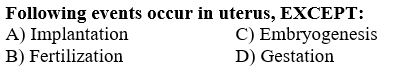 Following events occur in uterus, EXCEPT:
A) Implantation C) Embryogenesis
B) Fertilization D) Gestation